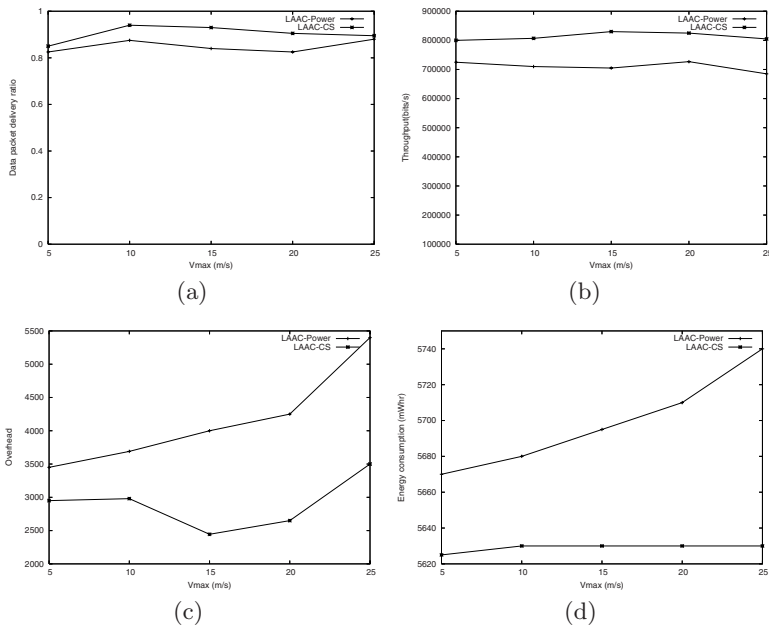 1
0.8
0.6
0.4
0.2
0
Data packet delivery ratio
5 10 15 20 25
Vmax (m/s)
LAAC-Power
LAAC-CS
(a)
900000
800000
700000
600000
500000
400000
300000
200000
100000
Throughput(bits/s)
5 10 15 20 25
Vmax (m/s)
LAAC-Power
LAAC-CS
(b)
5500
5000
4500
4000
3500
3000
2500
2000
Overhead
5 10 15 20 25
Vmax (m/s)
LAAC-Power
LAAC-CS
(c)
5740
5720
5700
5680
5660
5640
5620
Energy consumption (mWhr)
5 10 15 20 25
Vmax (m/s)
LAAC-Power
LAAC-CS
(d)